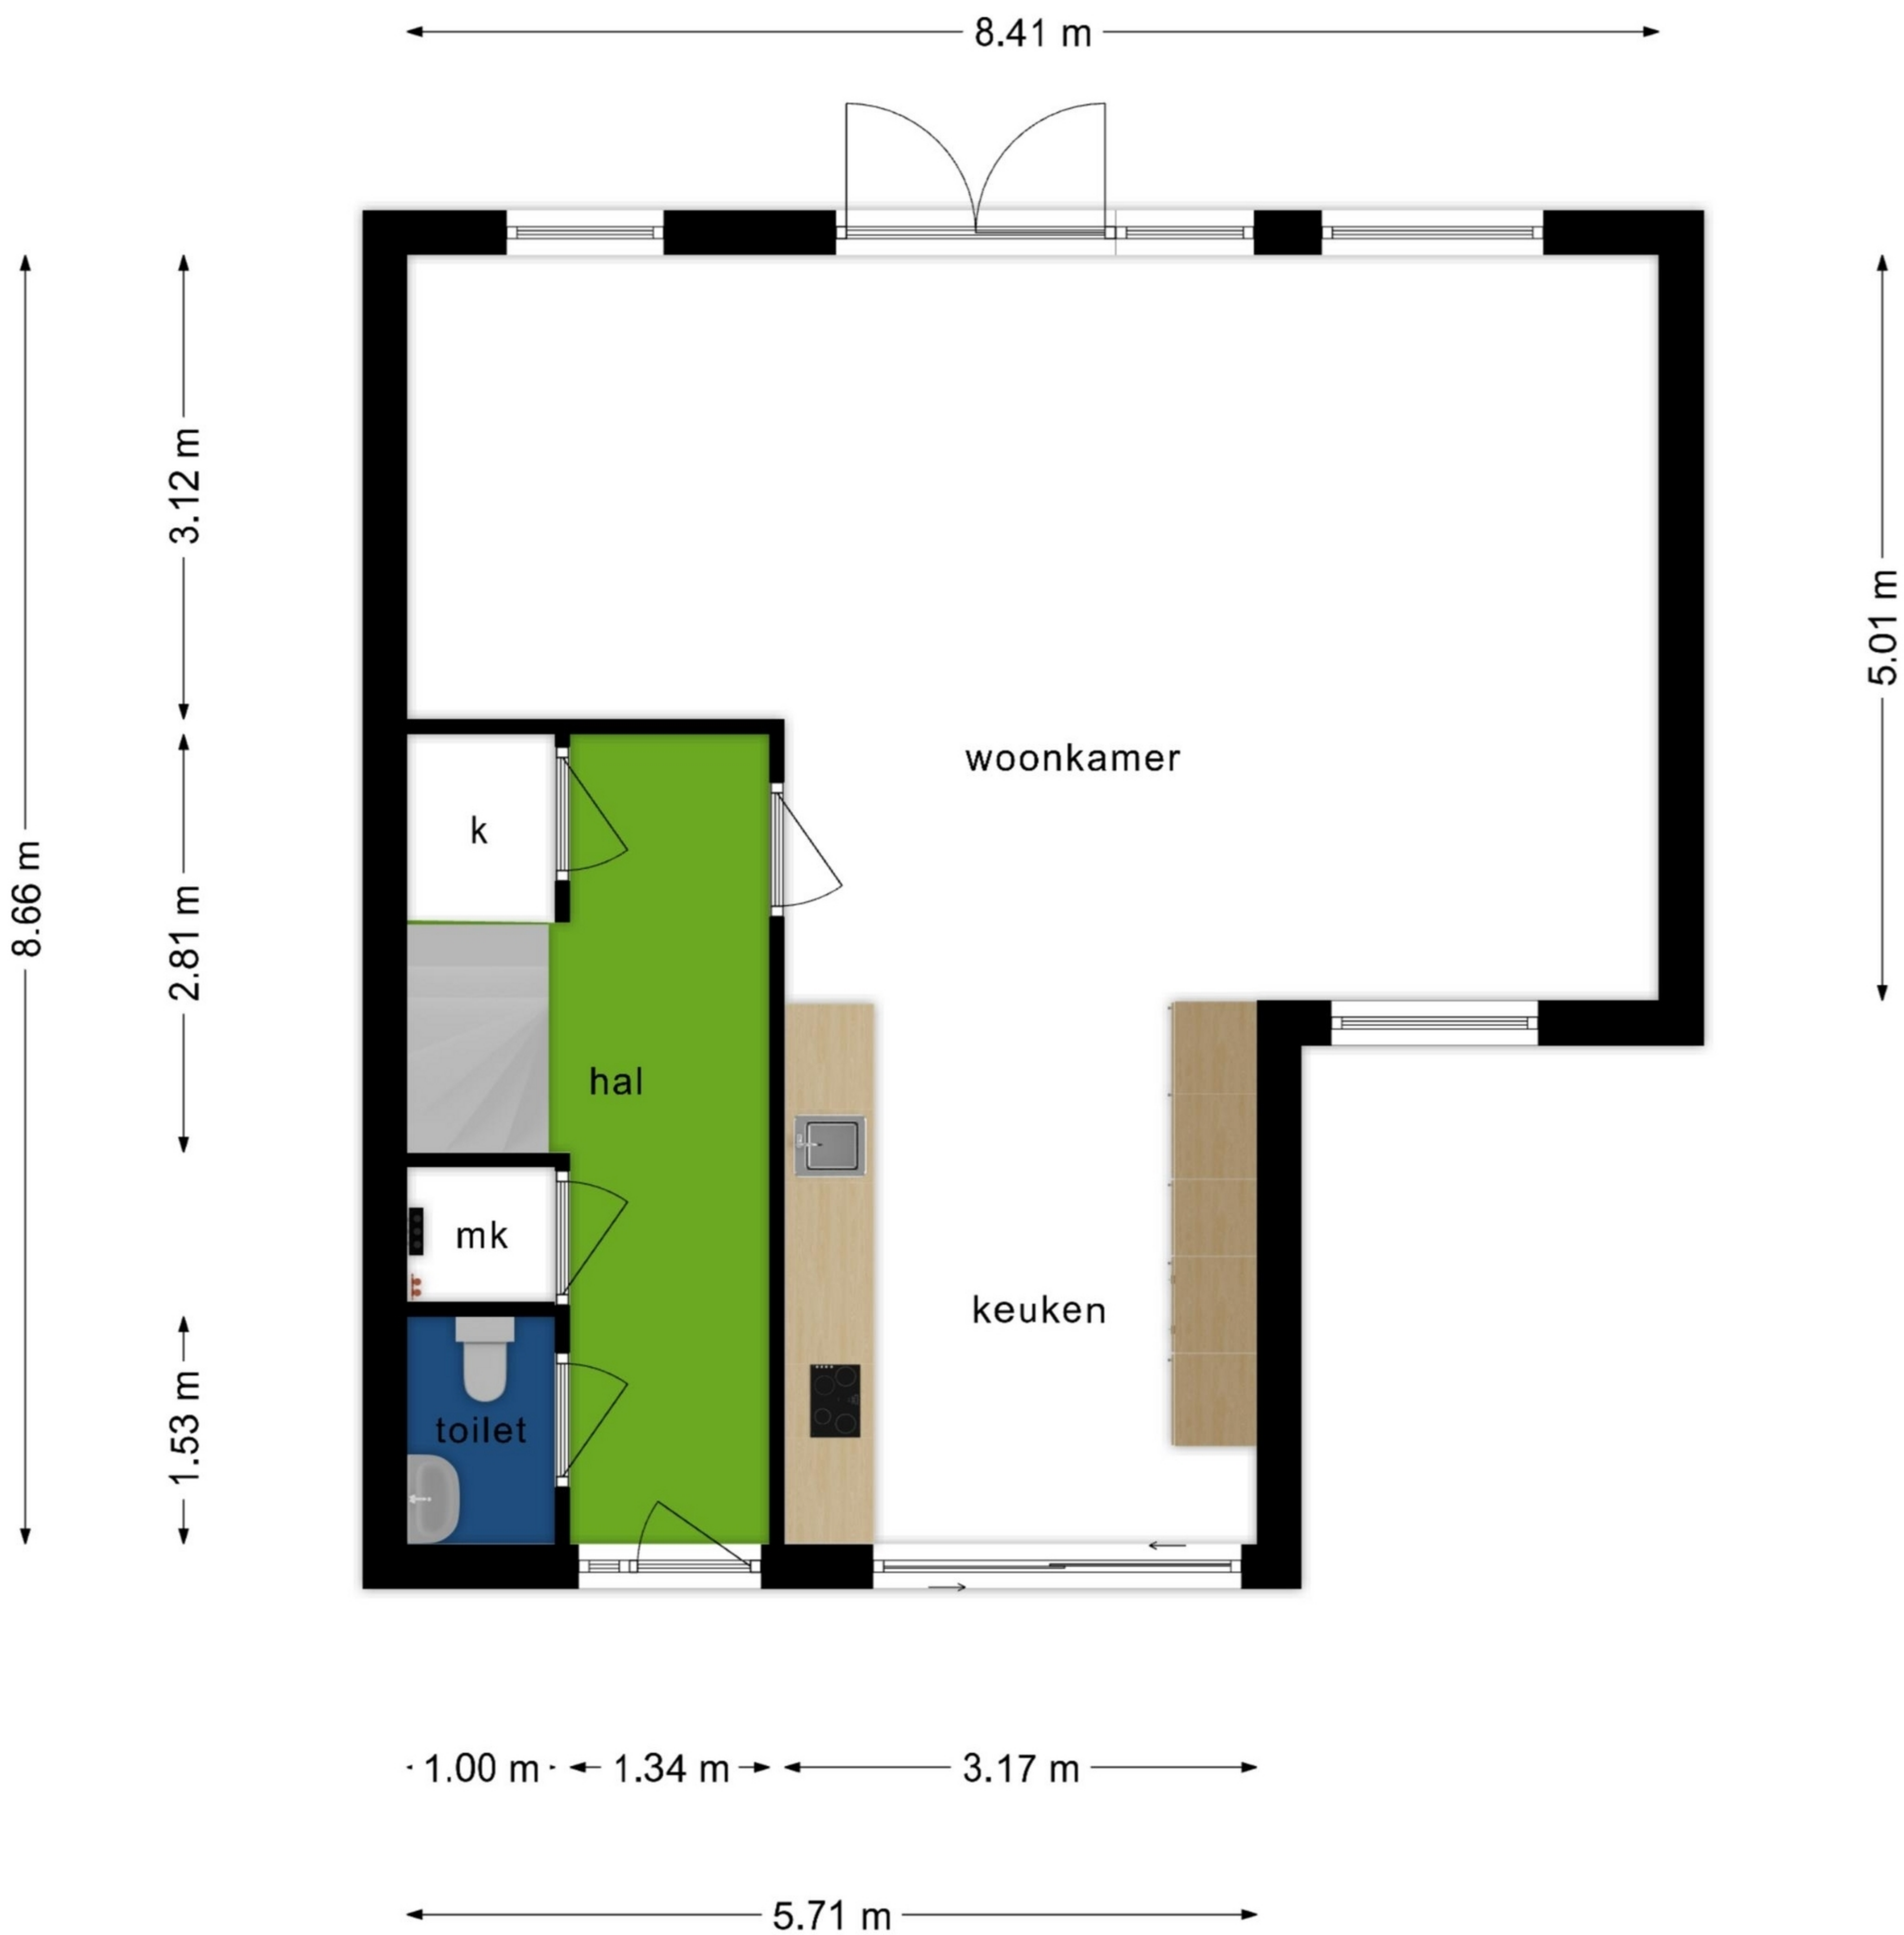 8.41 m
3.12 m
5.01 m
woonkamer
k
8.66 m
2.81 m
hal
mk
keuken
toilet
1.53 m
1.00 m
1.34 m
3.17 m
5.71 m